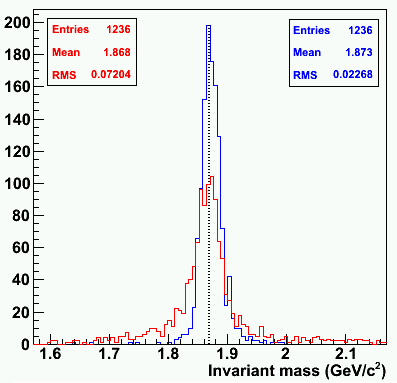 Entries 1236
Mean 1.868
RMS 0.07204
Entries 1236
Mean 1.873
RMS 0.02268
200
180
160
140
120
100
80
60
40
20
0
1.6 1.7 1.8 1.9 2 2.1
Invariant mass (GeV/c²)